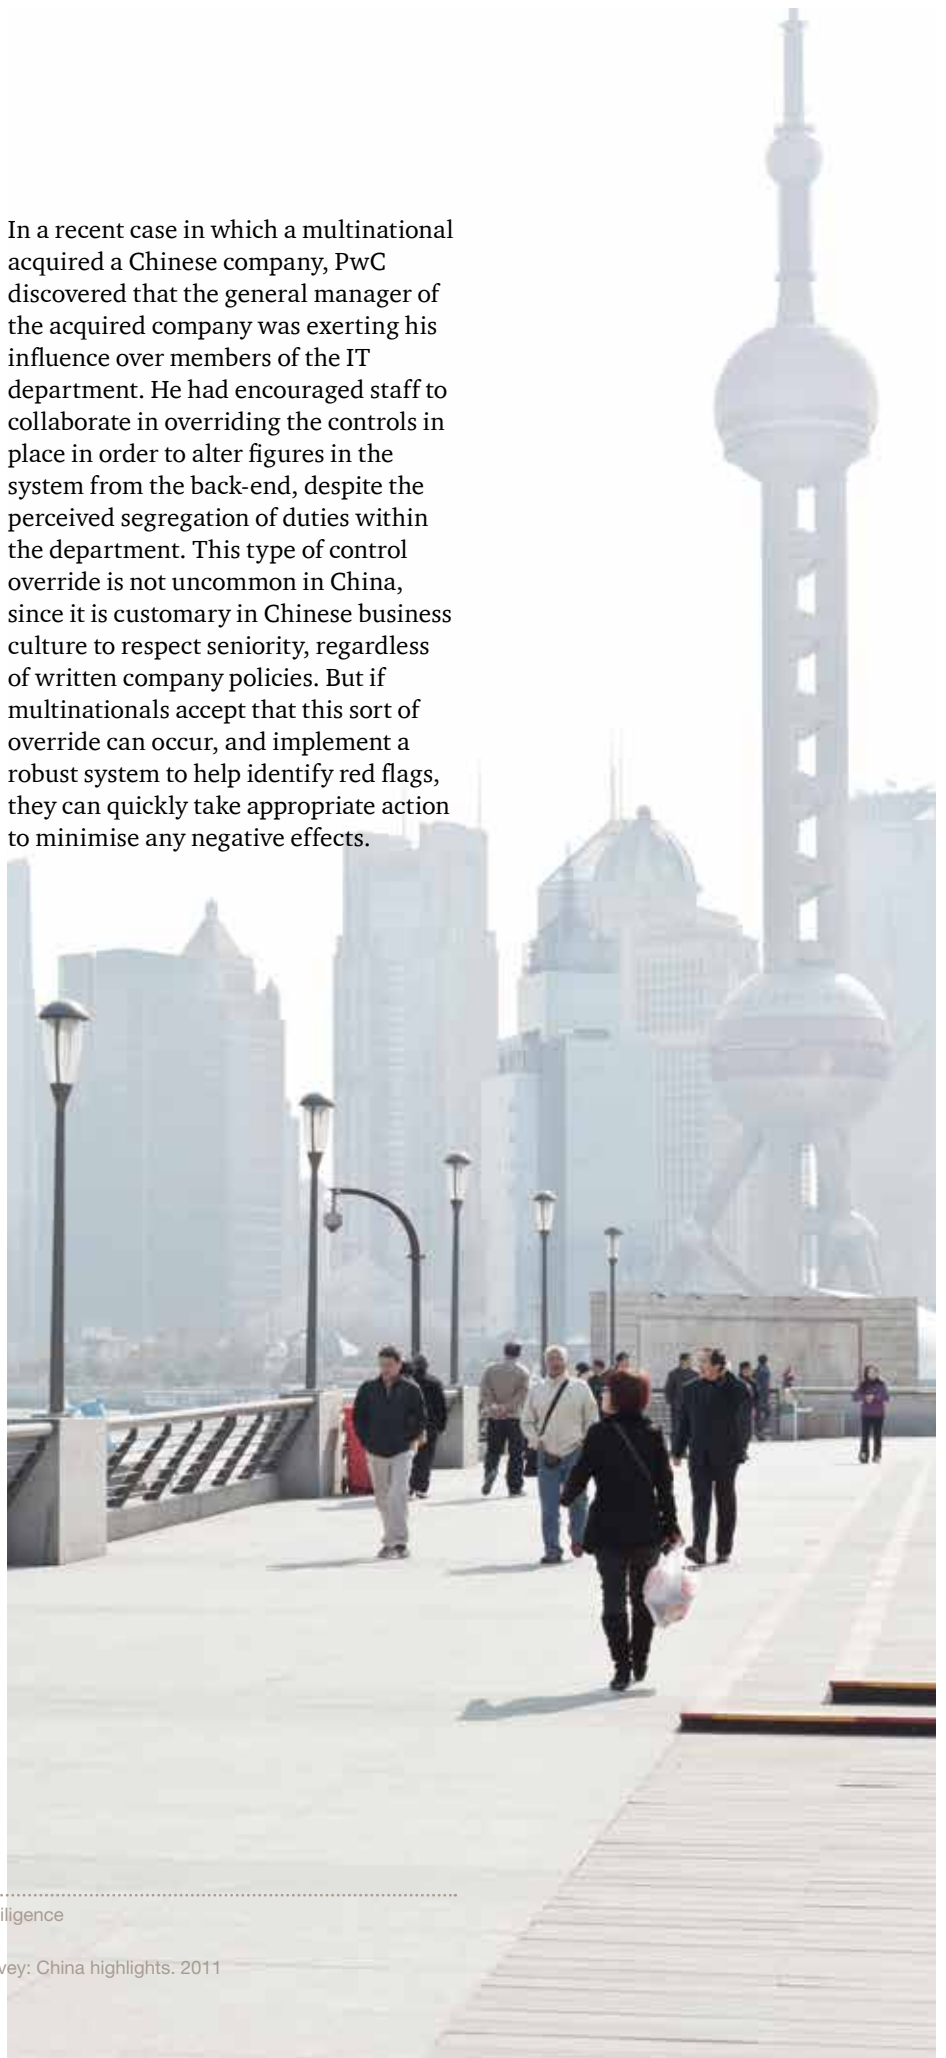 In a recent case in which a multinational
acquired a Chinese company, PwC
discovered that the general manager of
the acquired company was exerting his
influence over members of the IT
department. He had encouraged staff to
collaborate in overriding the controls in
place in order to alter figures in the
system from the back-end, despite the
perceived segregation of duties within
the department. This type of control
override is not uncommon in China,
since it is customary in Chinese business
culture to respect seniority, regardless
of written company policies. But if
multinationals accept that this sort of
override can occur, and implement a
robust system to help identify red flags,
they can quickly take appropriate action
to minimise any negative effects.
iligence
vey: China highlights. 2011